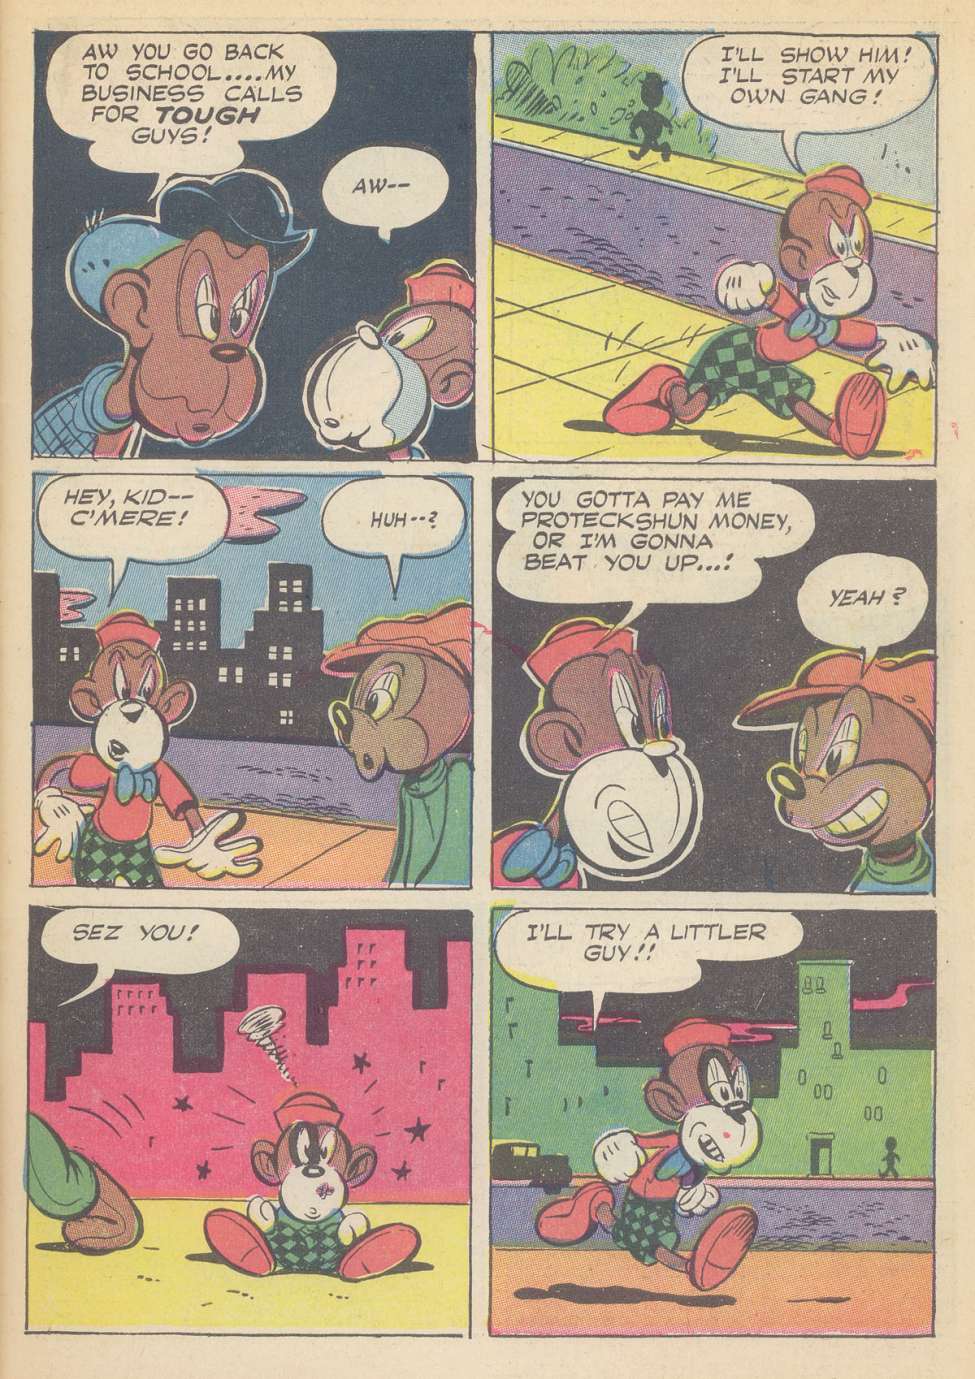 AW YOU GO BACK
TO SCHOOL....MY
BUSINESS CALLS
FOR TOUGH
GUYS!
AW--
I'LL SHOW HIM!
I'LL START MY
OWN GANG!
HEY, KID--
C'MERE!
HUH--?
YOU GOTTA PAY ME
PROTECKSHUN MONEY,
OR I'M GONNA
BEAT YOU UP...!
YEAH?
SEZ YOU!
I'LL TRY A LITTLER
GUY!!